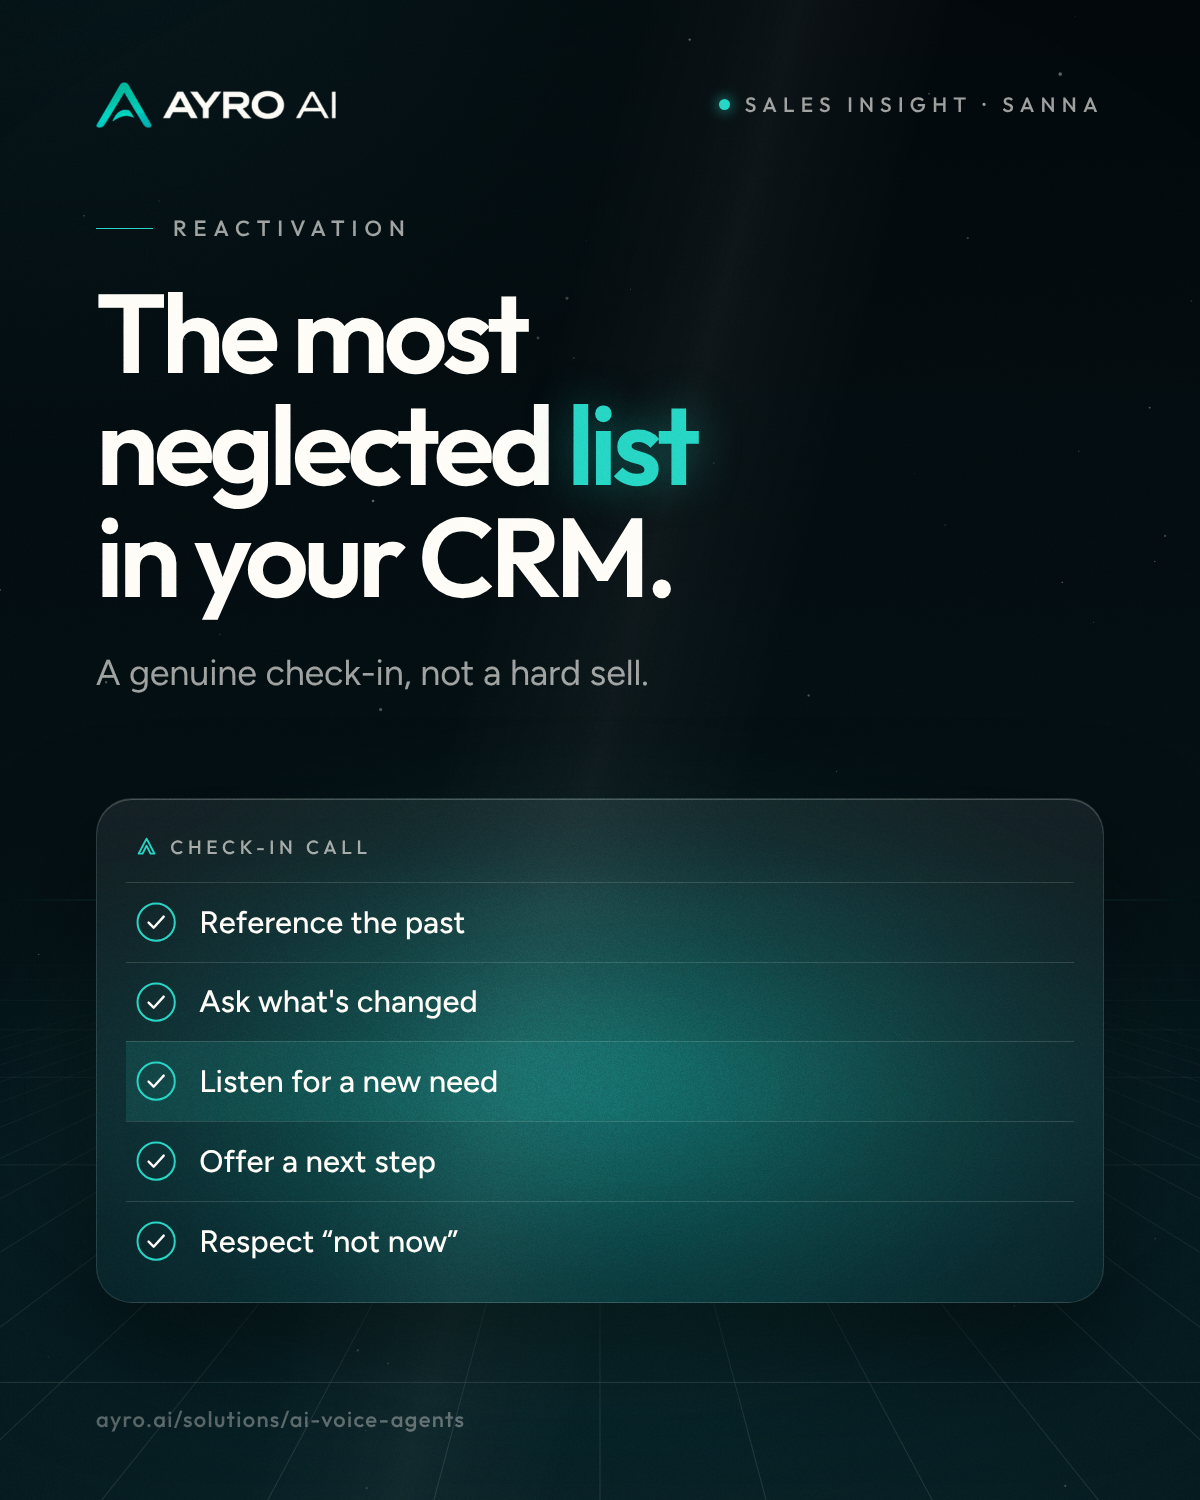 AYRO AI
SALES INSIGHT · SANNA
REACTIVATION
The most
neglected list
in your CRM.
A genuine check-in, not a hard sell.
CHECK-IN CALL
Reference the past
Ask what's changed
Listen for a new need
Offer a next step
Respect “not now”
ayro.ai/solutions/ai-voice-agents